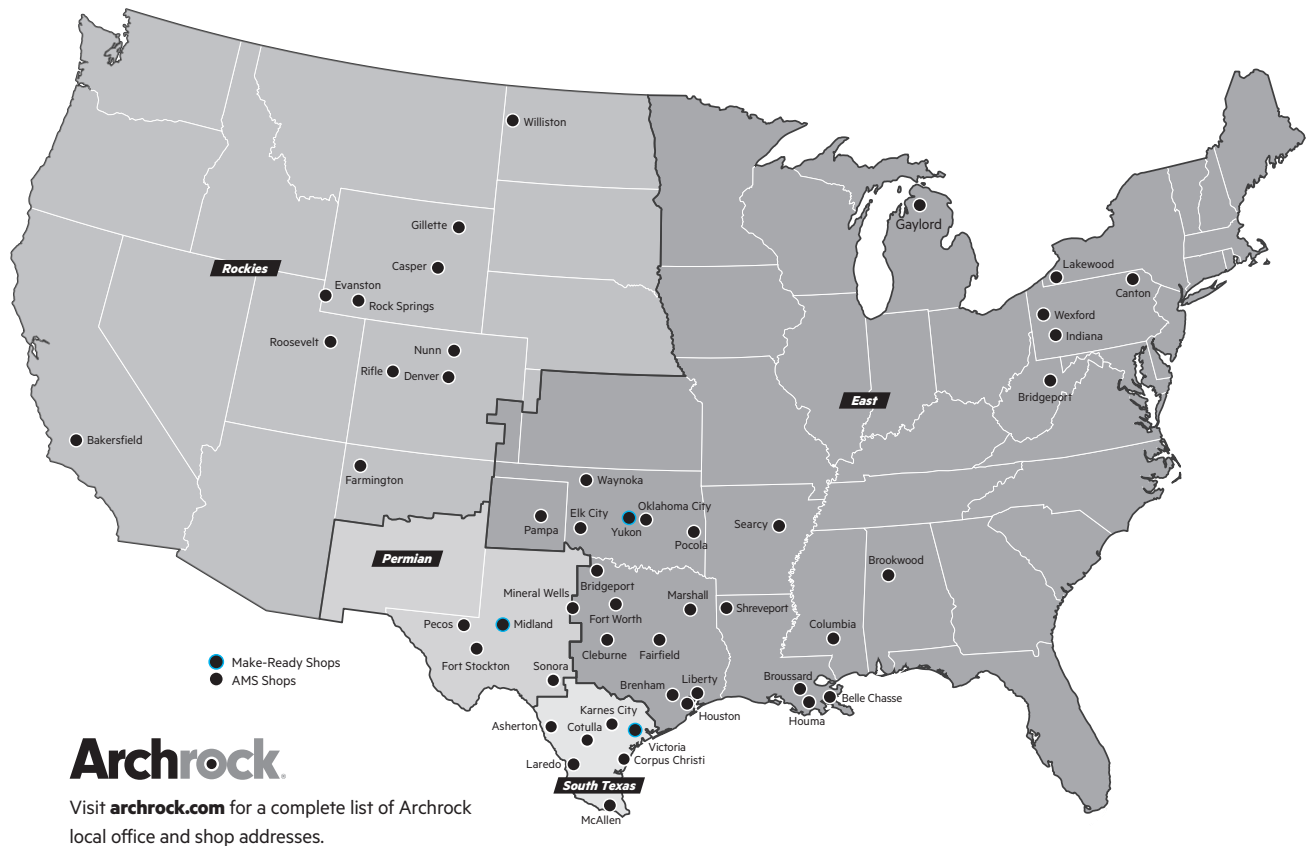 Williston
Gillette
Gaylord
Casper
Rockies
Lakewood
Evanston
Canton
Rock Springs
Wexford
Indiana
Roosevelt
Nunn
Rifle
Denver
Bridgeport
East
Bakersfield
Farmington
Waynoka
Elk City
Oklahoma City
Pampa
Yukon
Searcy
Pocola
Permian
Brookwood
Bridgeport
Mineral Wells
Marshall
Shreveport
Fort Worth
Pecos
Midland
Columbia
Cleburne
Fairfield
Make-Ready Shops
Fort Stockton
Sonora
AMS Shops
Broussard
Liberty
Brenham
Belle Chasse
Houston
Houma
Karnes City
Asherton
Cotulla
Victoria
Corpus Christi
Laredo
South Texas
McAllen
Archrock®
Visit archrock.com for a complete list of Archrock
local office and shop addresses.